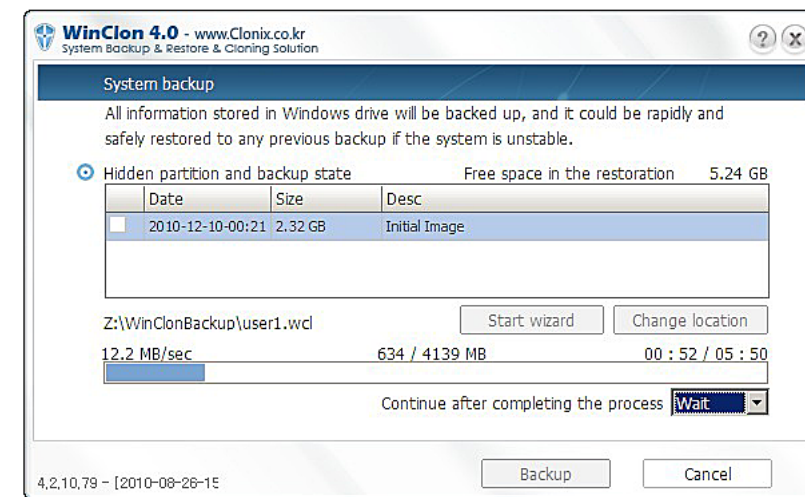 WinClon 4.0 - www.Clonix.co.kr
System Backup & Restore & Cloning Solution
? X
System backup
All information stored in Windows drive will be backed up, and it could be rapidly and
safely restored to any previous backup if the system is unstable.
Hidden partition and backup state Free space in the restoration 5.24 GB
Date Size Desc
2010-12-10-00:21 2.32 GB Initial Image
Z:\WinClonBackup\user1.wcl Start wizard Change location
12.2 MB/sec 634 / 4139 MB 00 : 52 / 05 : 50
Continue after completing the process Wait
4,2,10,79 - [2010-08-26-15 Backup Cancel